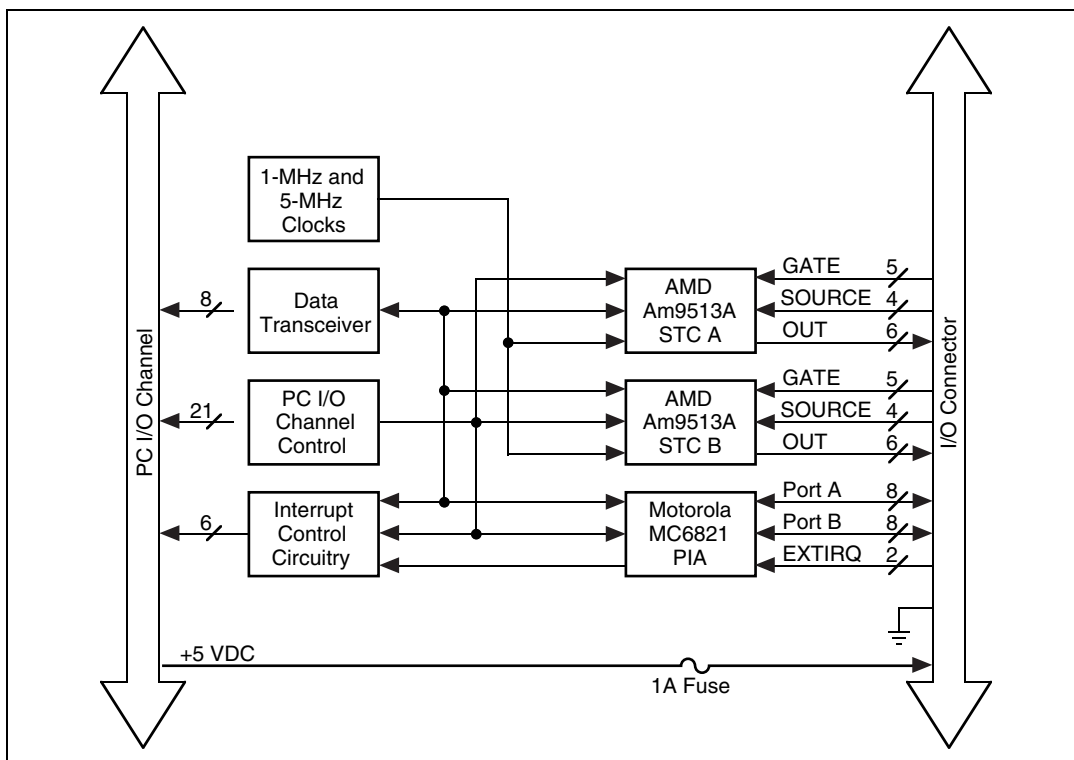 PC I/O Channel
1-MHz and
5-MHz
Clocks
8
Data
Transceiver
21
PC I/O
Channel
Control
6
Interrupt
Control
Circuitry
AMD
Am9513A
STC A
GATE 5
SOURCE 4
OUT 6
AMD
Am9513A
STC B
GATE 5
SOURCE 4
OUT 6
Motorola
MC6821
PIA
Port A 8
Port B 8
EXTIRQ 2
I/O Connector
+5 VDC
1A Fuse